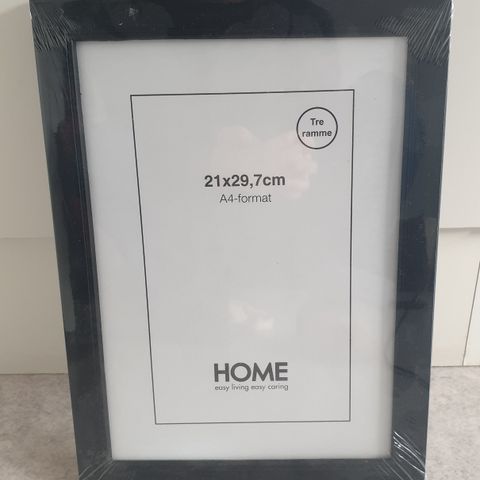 Tre
ramme
21x29,7cm
A4-format
HOME
easy living easy caring